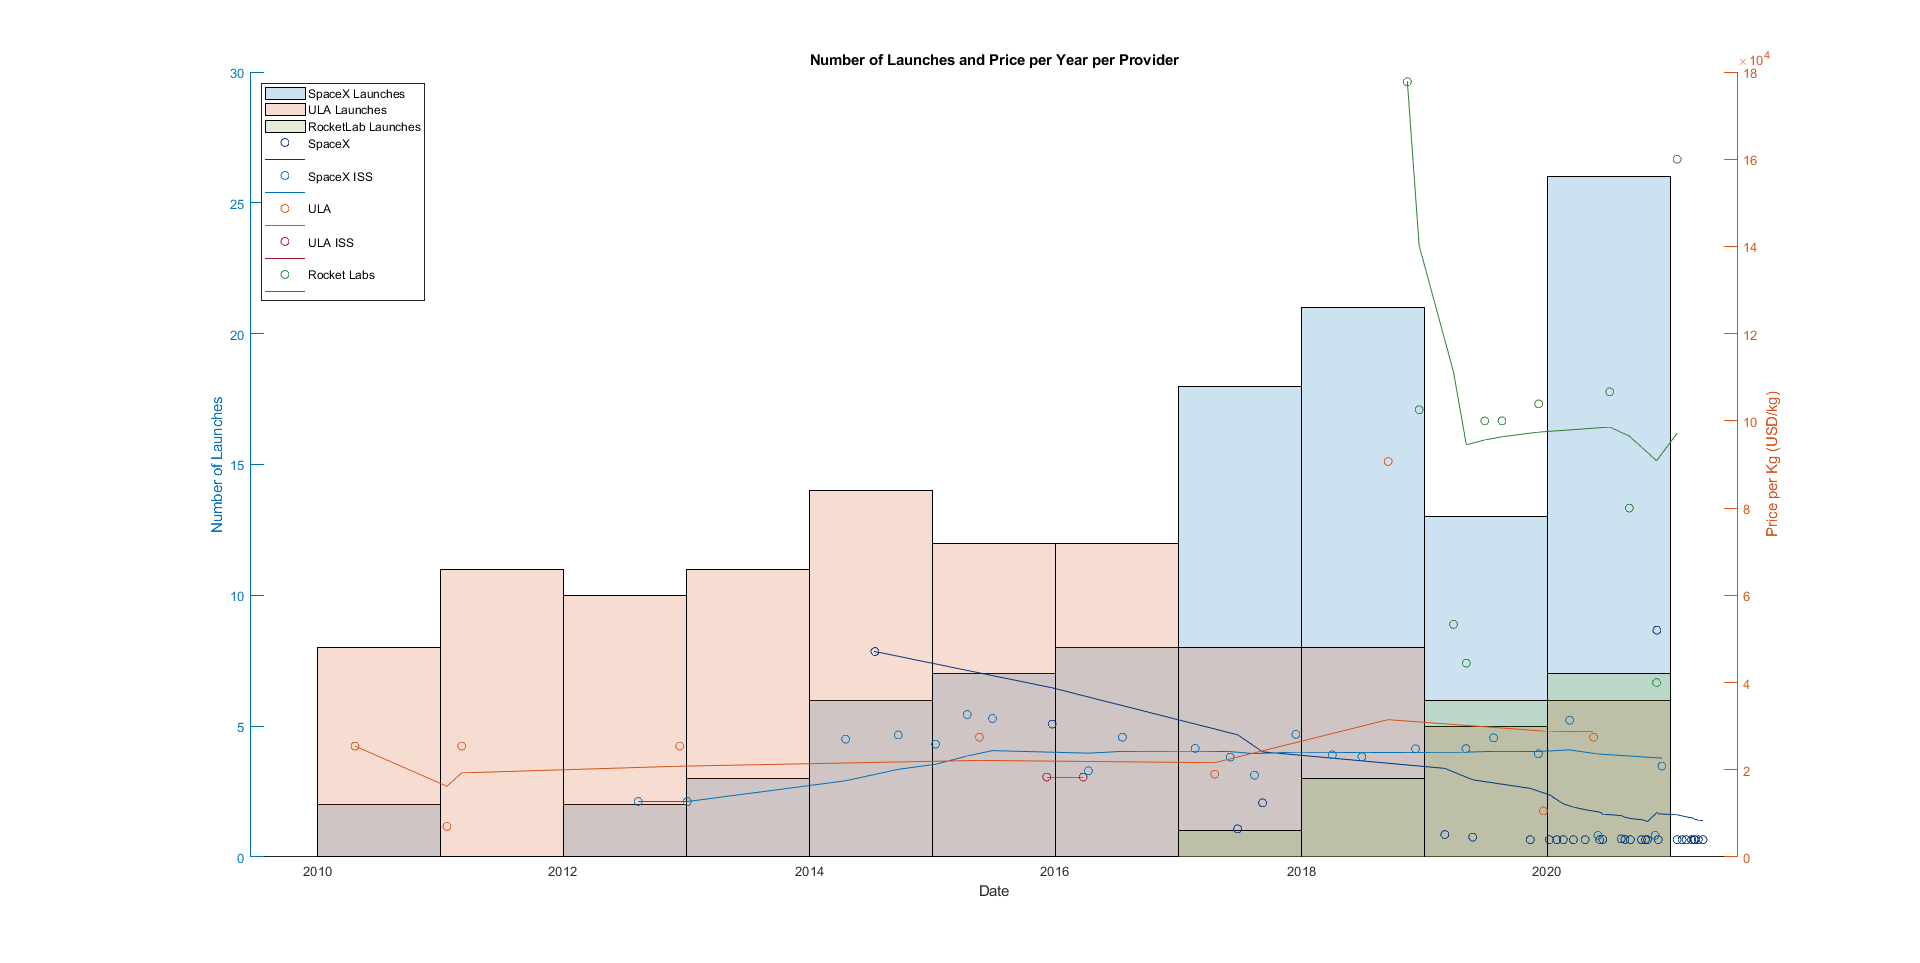 Number of Launches and Price per Year per Provider
×10⁴
30
25
20
15
10
5
0
Number of Launches
SpaceX Launches
ULA Launches
RocketLab Launches
SpaceX
SpaceX ISS
ULA
ULA ISS
Rocket Labs
18
16
14
12
10
8
6
4
2
0
Price per Kg (USD/kg)
2010 2012 2014 2016 2018 2020
Date